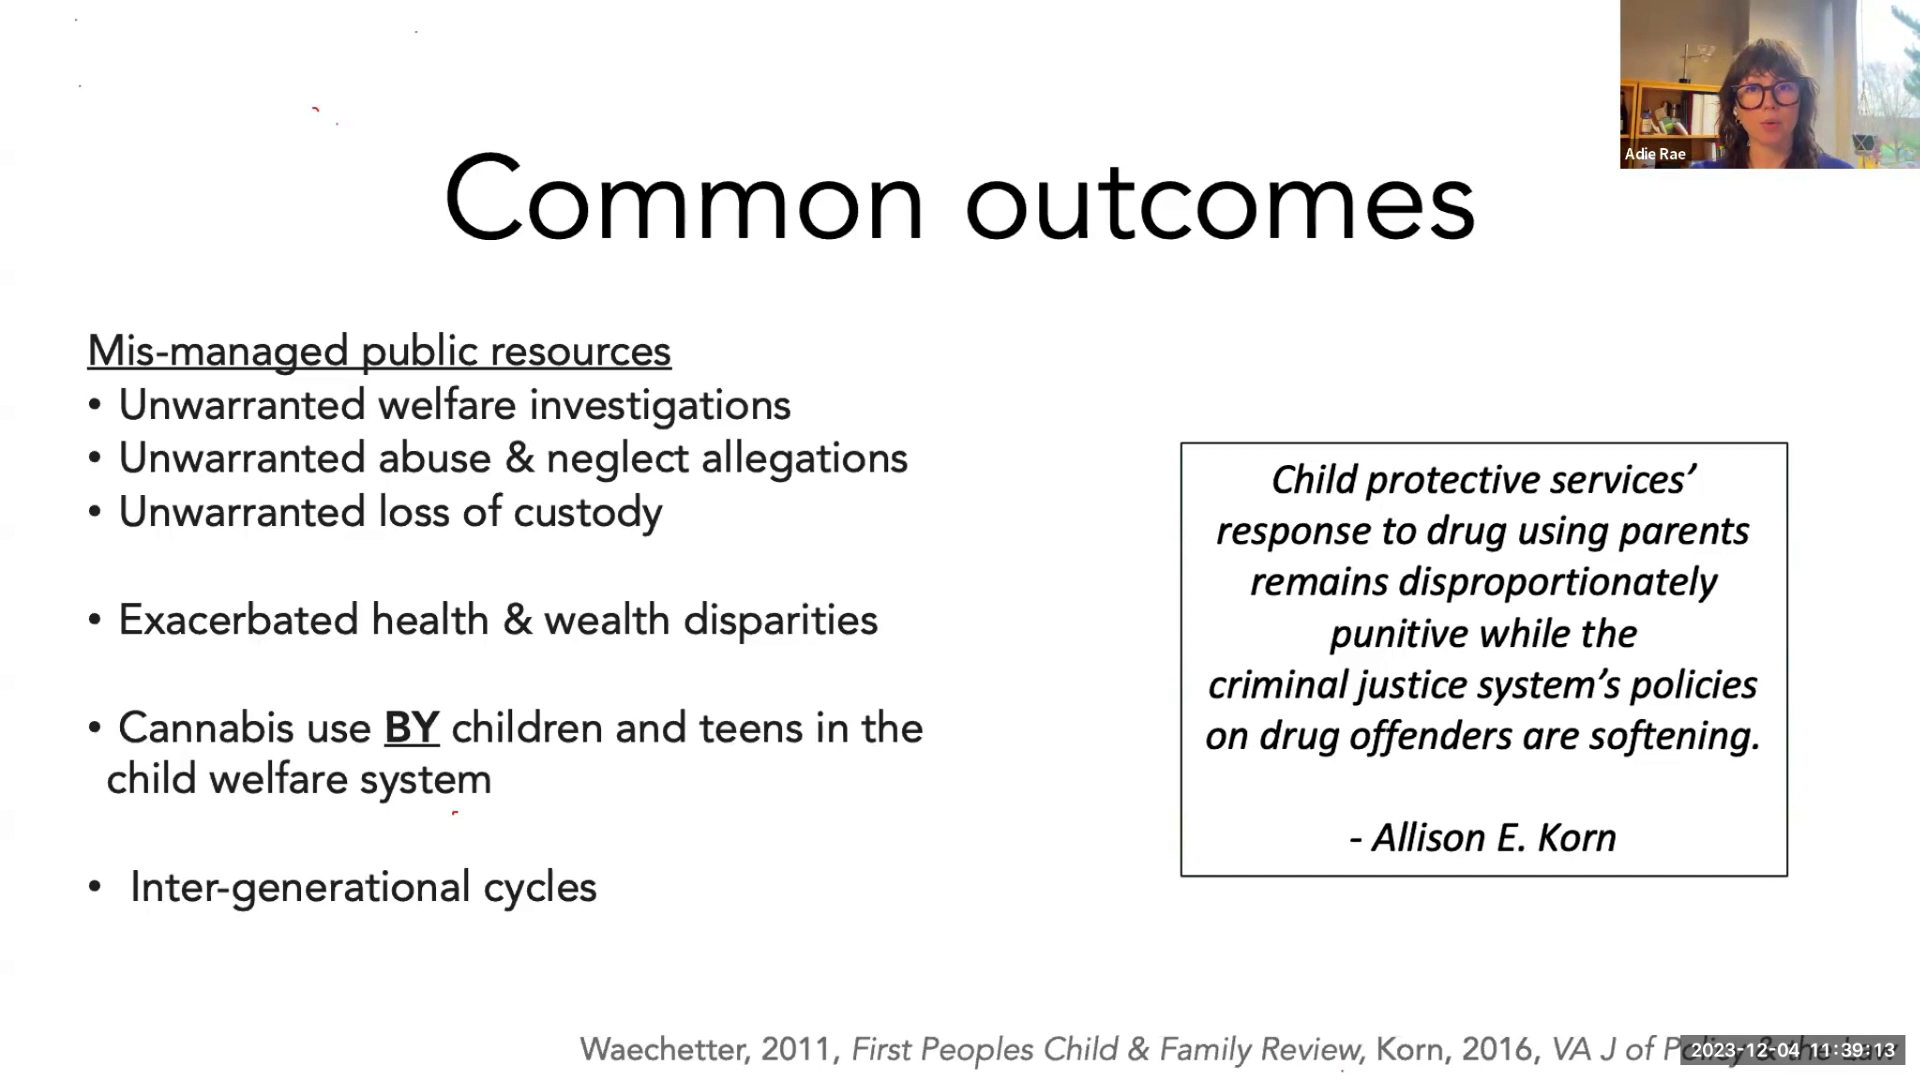 Adie Rae
Common outcomes
Mis-managed public resources
• Unwarranted welfare investigations
• Unwarranted abuse & neglect allegations
• Unwarranted loss of custody
• Exacerbated health & wealth disparities
• Cannabis use BY children and teens in the
child welfare system
• Inter-generational cycles
Child protective services’
response to drug using parents
remains disproportionately
punitive while the
criminal justice system’s policies
on drug offenders are softening.
- Allison E. Korn
Waechetter, 2011, First Peoples Child & Family Review, Korn, 2016, VA J of Policy & the Law
2023-12-04 11:39:13